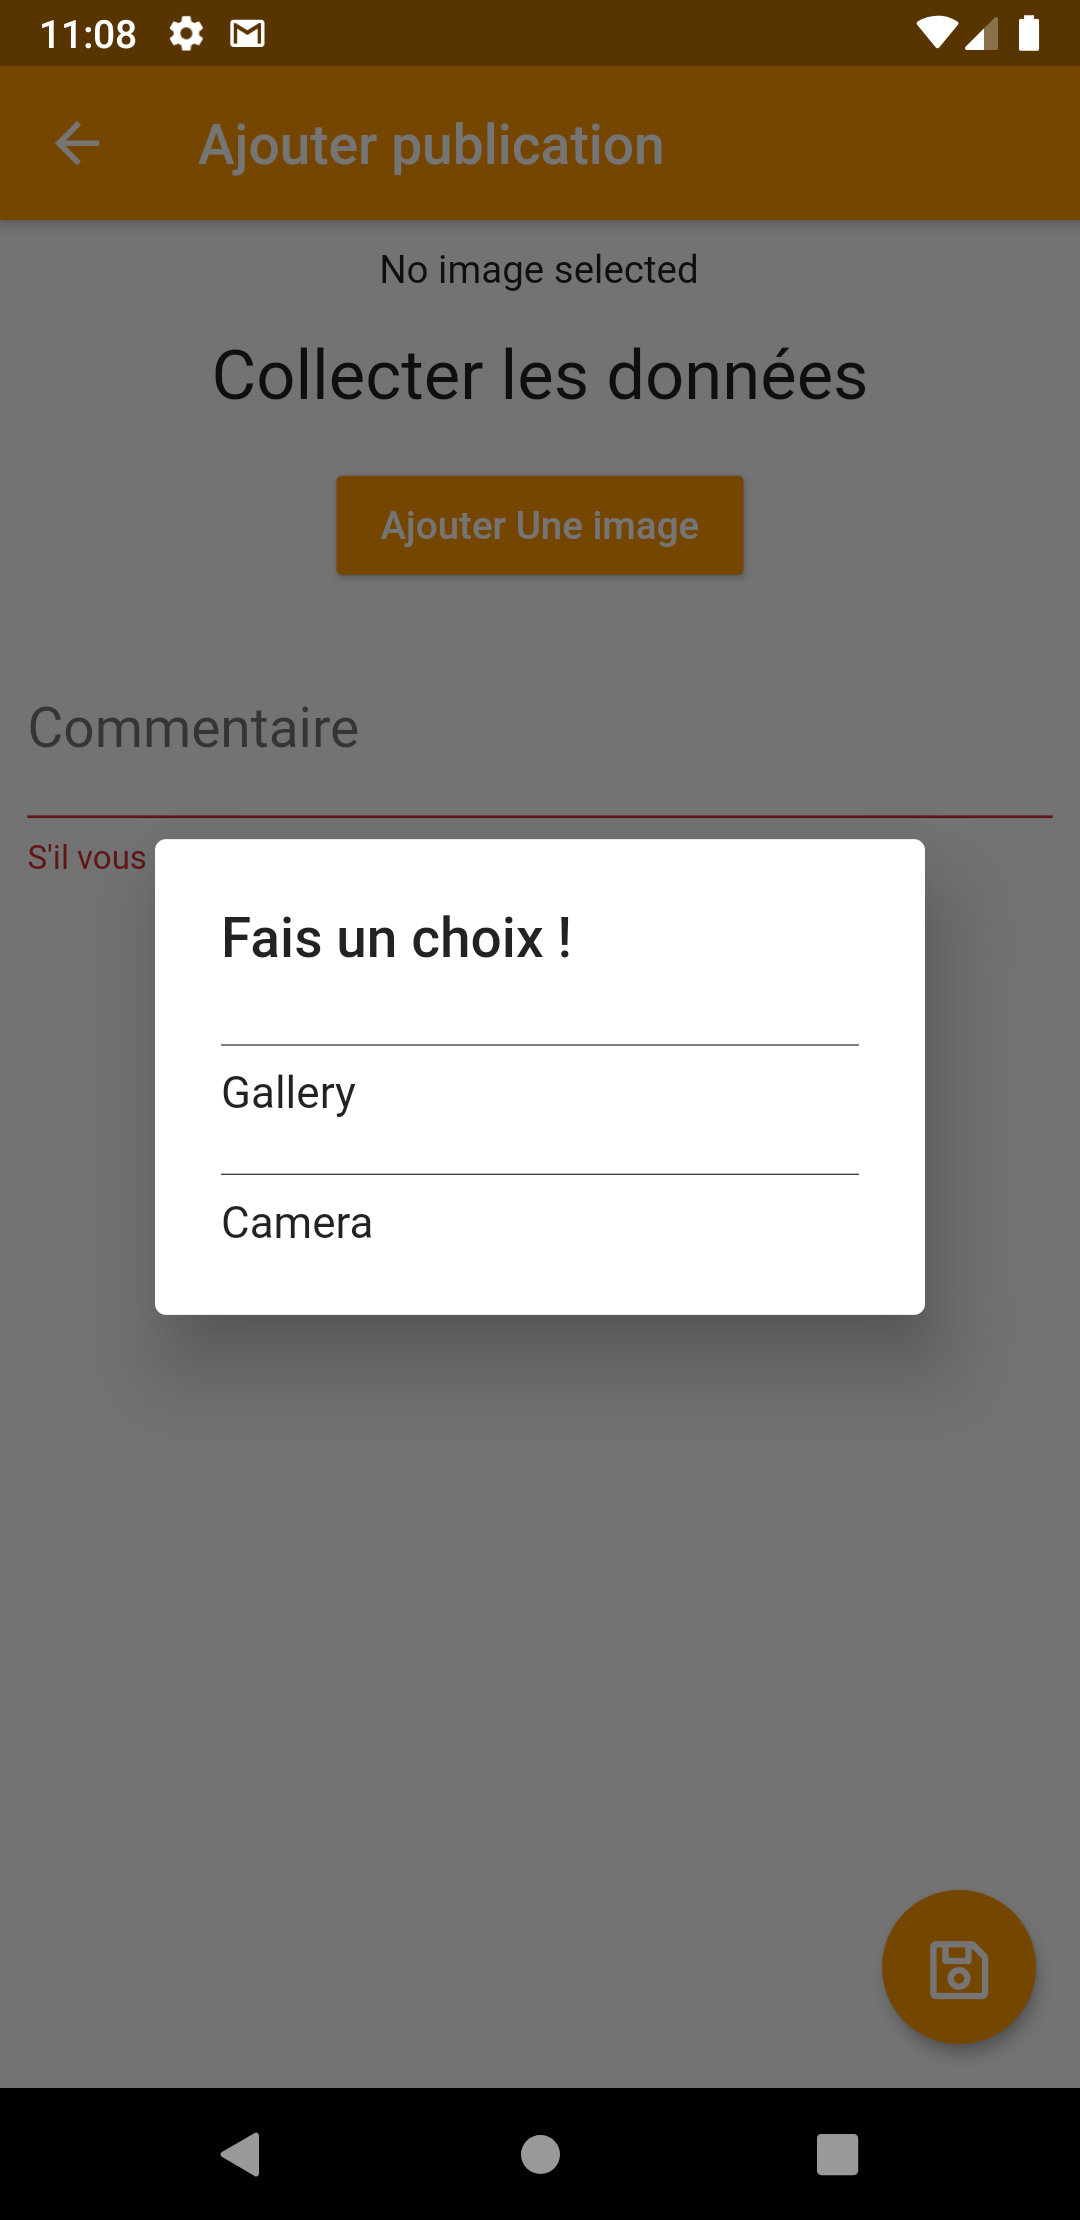 11:08
Ajouter publication
No image selected
Collecter les données
Ajouter Une image
Commentaire
S'il vous
Fais un choix !
Gallery
Camera